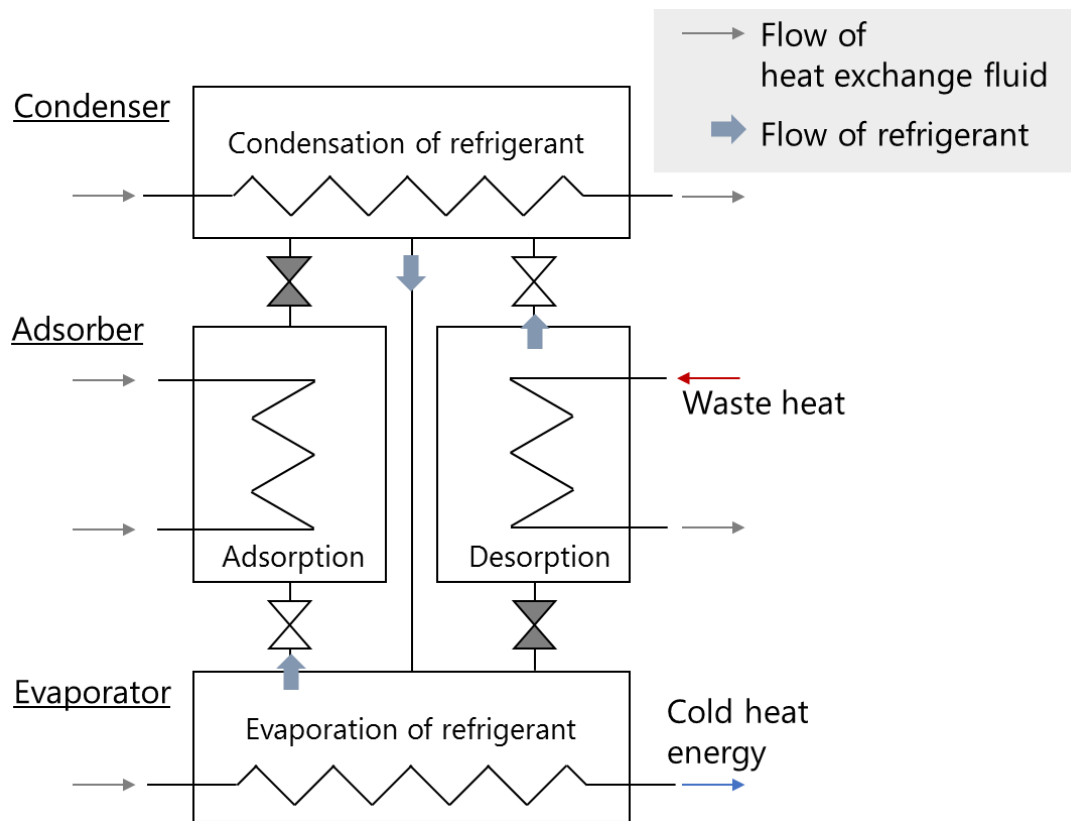 Flow of
heat exchange fluid
Flow of refrigerant
Condenser
Condensation of refrigerant
Adsorber
Waste heat
Adsorption
Desorption
Evaporator
Evaporation of refrigerant
Cold heat
energy